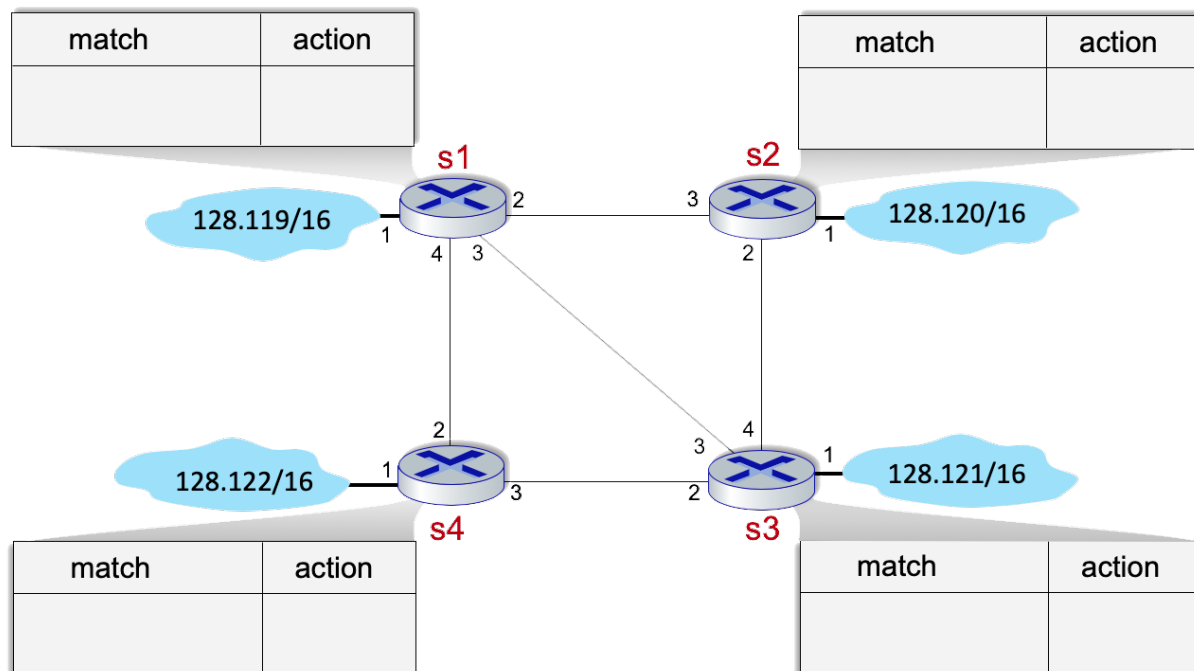 match action
match action
s1
s2
128.119/16
1
2
3
4
3
1
2
128.120/16
128.122/16
1
2
3
s4
3
4
2
1
s3
128.121/16
match action
match action